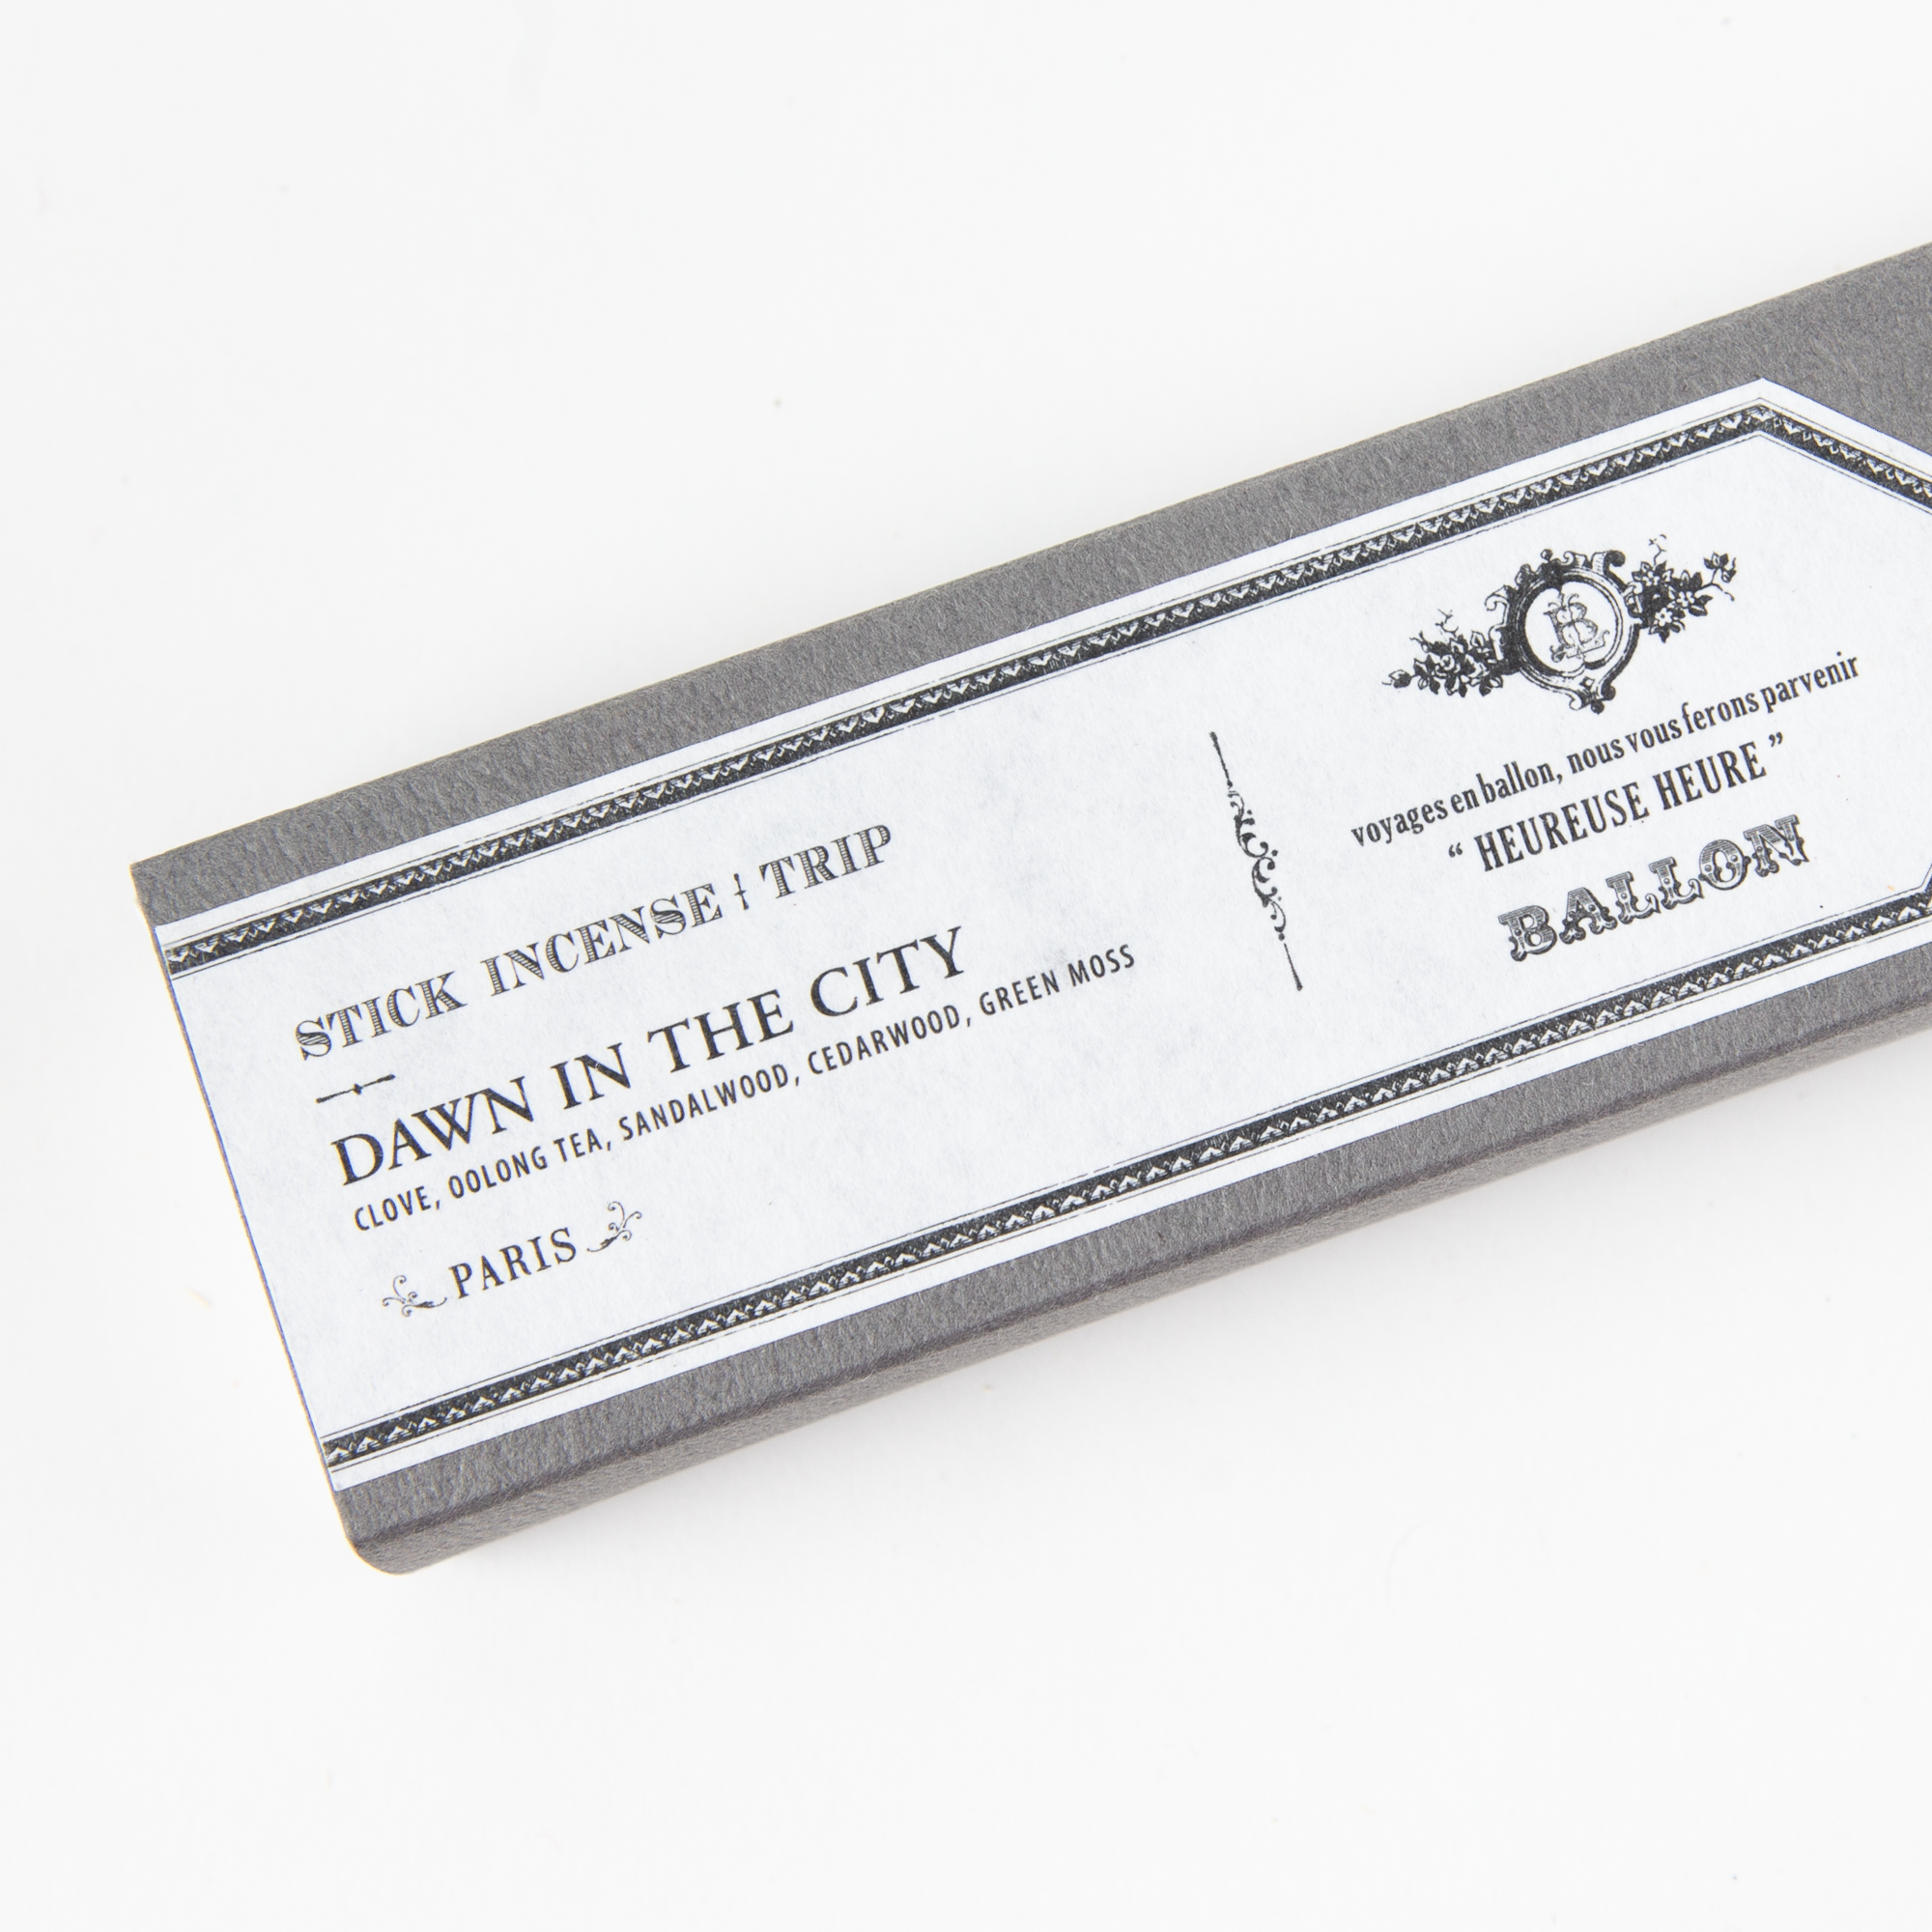 STICK INCENSE TRIP
DAWN IN THE CITY
CLOVE, OOLONG TEA, SANDALWOOD, CEDARWOOD, GREEN MOSS
PARIS
voyages en ballon, nous vous ferons parvenir
“ HEUREUSE HEURE ”
BALLON